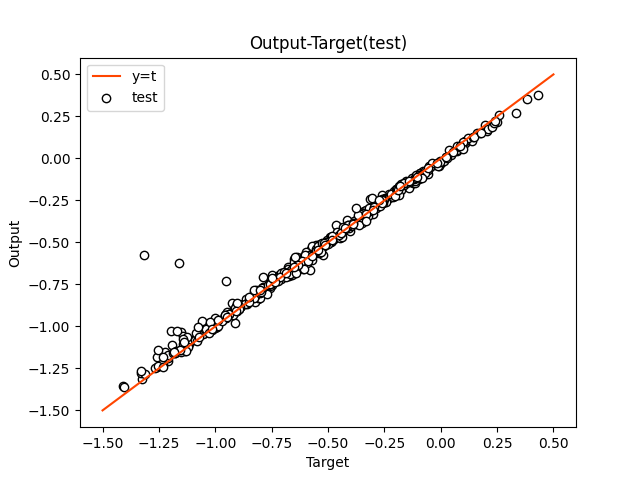 Output-Target(test)
y=t
test
0.50
0.25
0.00
−0.25
−0.50
−0.75
−1.00
−1.25
−1.50
Output
−1.50 −1.25 −1.00 −0.75 −0.50 −0.25 0.00 0.25 0.50
Target